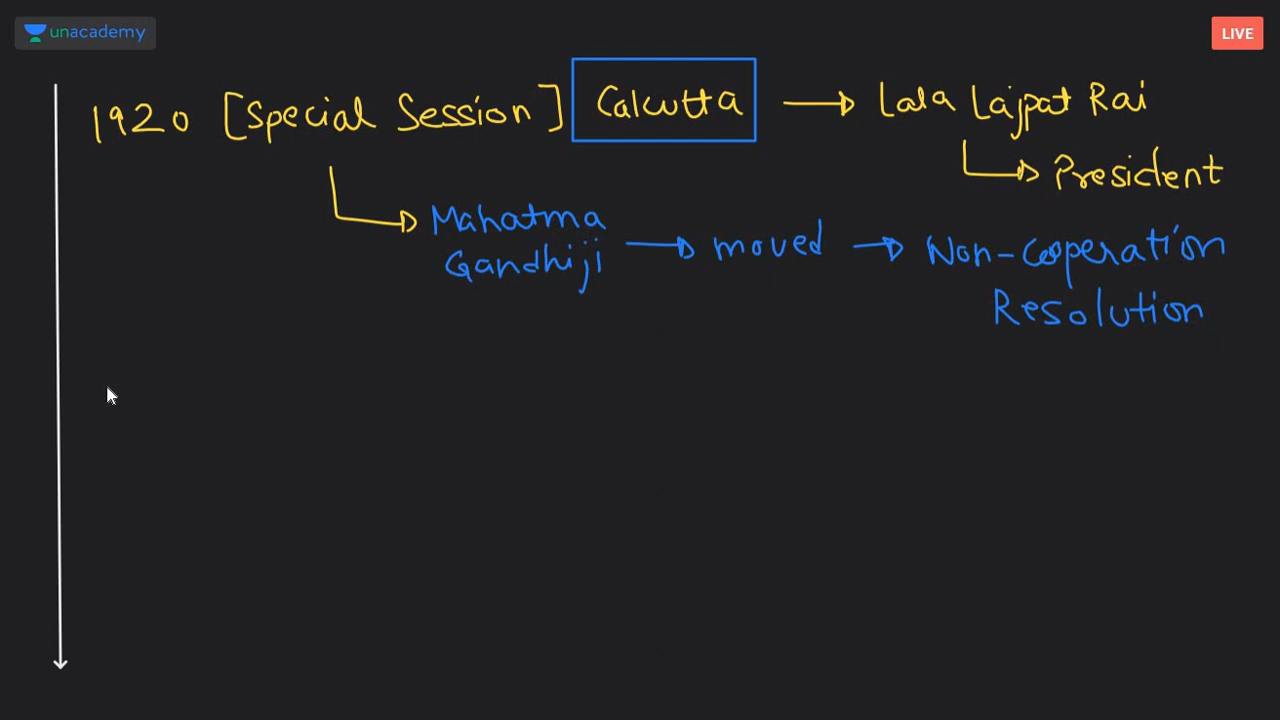 unacademy
LIVE
1920 [Special Session] Calcutta → Lala Lajpat Rai
→ President
Mahatma
Gandhiji → moved → Non-cooperation
Resolution